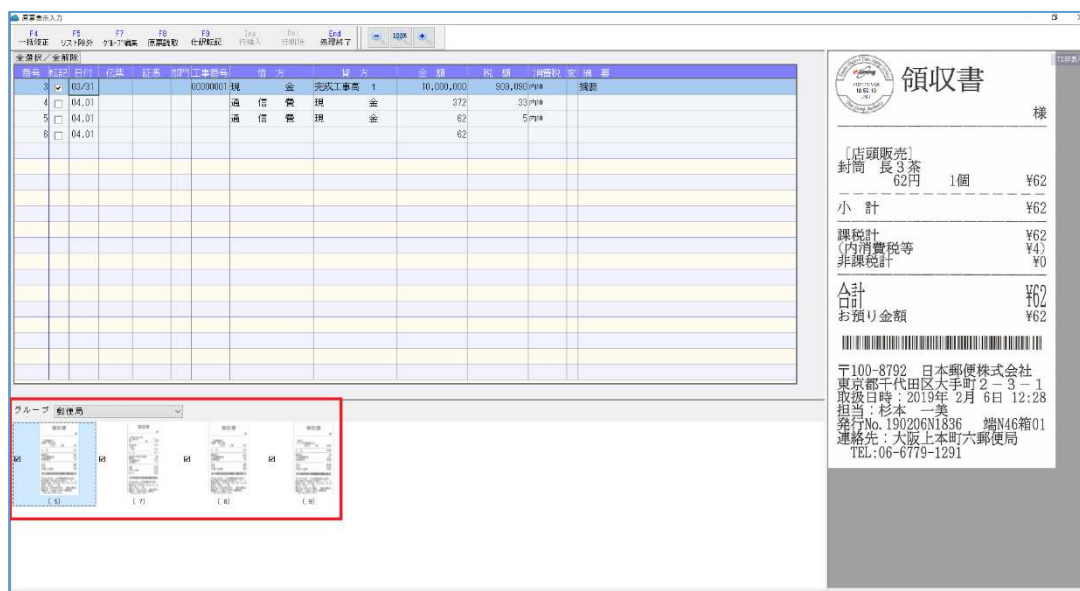 原票表示入力
F4 F5 F7 F8 F9 Ins Del End
一括修正 リスト除外 グループ編集 原票読取 仕訳転記 行挿入 行削除 処理終了 100%
全選択／全解除
番号 転記 日付 伝票 証憑 部門 工事番号 借 方 貸 方 金 額 税 額 消費税 変 摘 要
3 03/31 00000001 現 金 完成工事高 1 10,000,000 909,090 内10 摘要
4 04.01 通 信 費 現 金 372 33 内10
5 04.01 通 信 費 現 金 62 5 内10
6 04.01 62
グループ 郵便局
( 5)
( 7)
( 8)
( 9)
領収書
様
[店頭販売]
封筒 長３茶
62円 1個 ¥62
小 計 ¥62
課税計 ¥62
(内消費税等 ¥4)
非課税計 ¥0
合計 ¥62
お預り金額 ¥62
〒100-8792 日本郵便株式会社
東京都千代田区大手町２－３－１
取扱日時：2019年 2月 6日 12:28
担当：杉本 一美
発行No.190206N1836 端N46箱01
連絡先：大阪上本町六郵便局
TEL:06-6779-1291